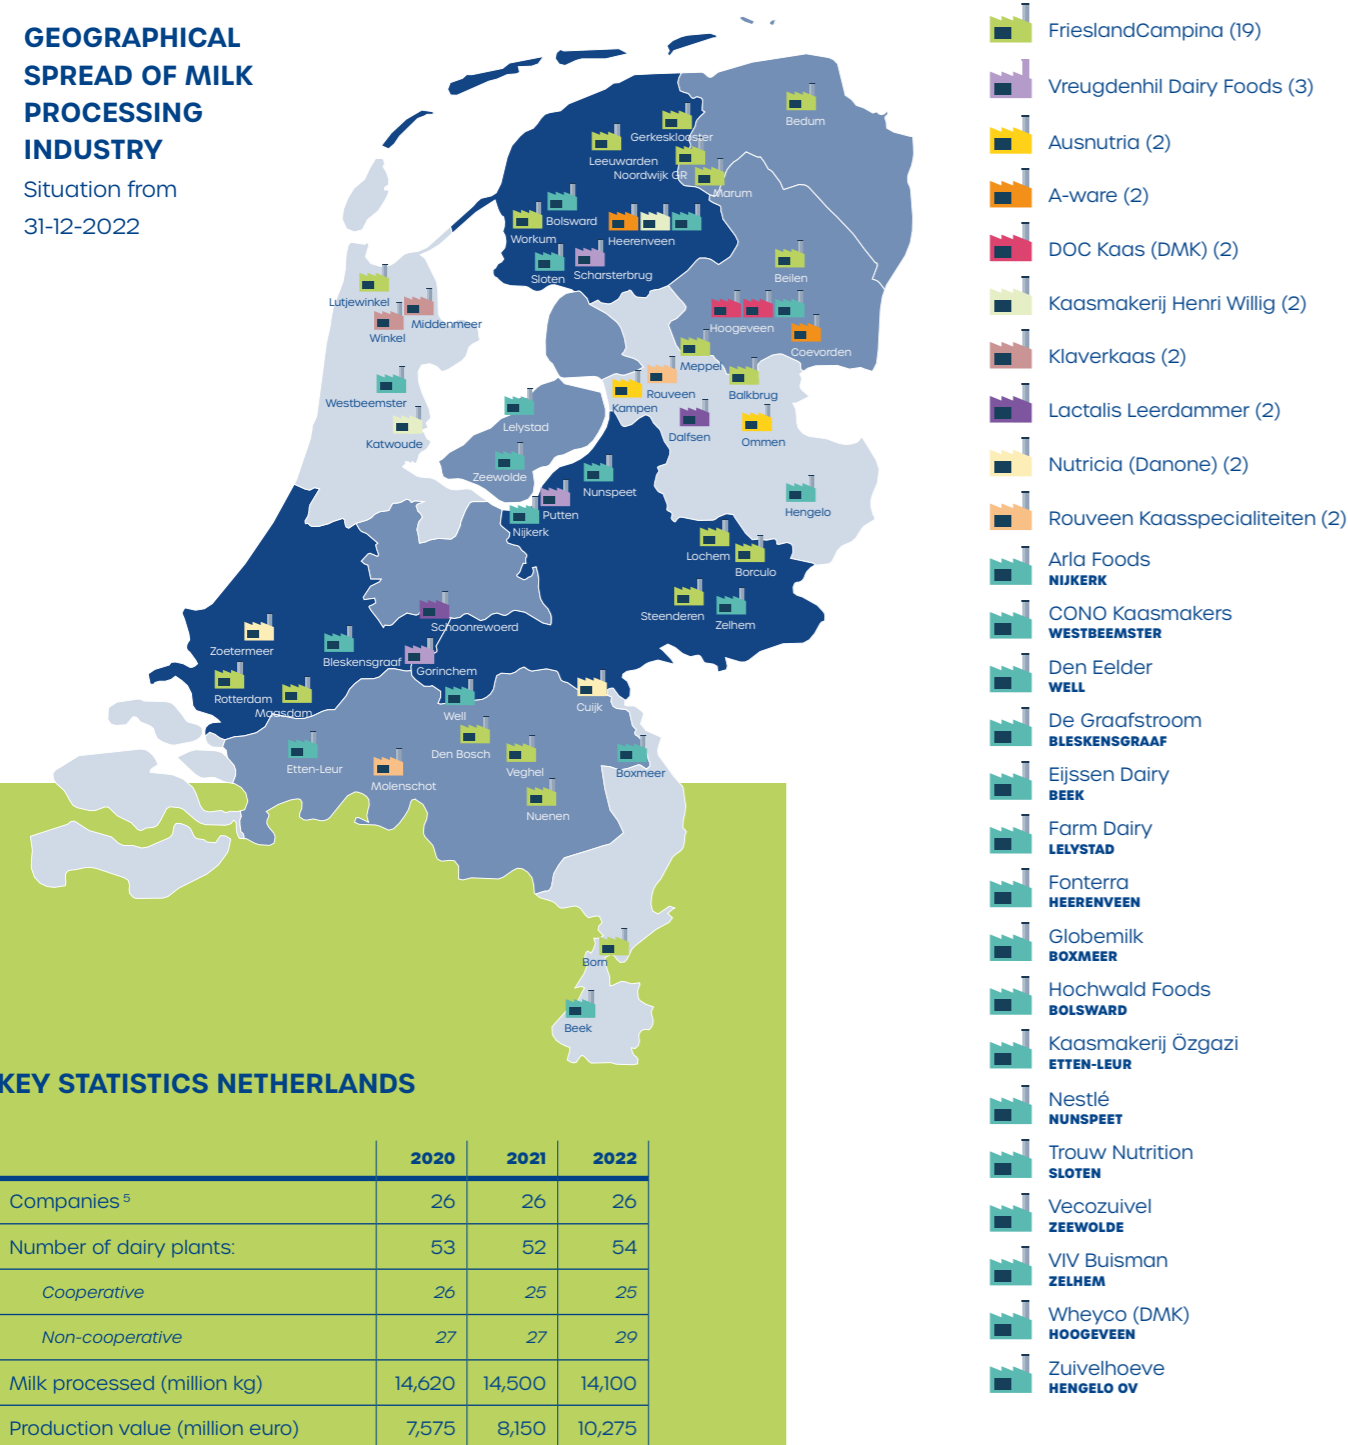 GEOGRAPHICAL
SPREAD OF MILK
PROCESSING
INDUSTRY
Situation from
31-12-2022
Bedum
Gerkesklooster
Leeuwarden
Noordwijk GR
Marum
Bolsward
Workum
Heerenveen
Sloten
Scharsterbrug
Beilen
Lutjewinkel
Middenmeer
Winkel
Hoogeveen
Coevorden
Meppel
Westbeemster
Rouveen
Balkbrug
Kampen
Lelystad
Dalfsen
Ommen
Katwoude
Zeewolde
Nunspeet
Putten
Hengelo
Nijkerk
Lochem
Borculo
Steenderen
Zelhem
Schoonrewoerd
Zoetermeer
Bleskensgraaf
Gorinchem
Rotterdam
Maasdam
Cuijk
Well
Den Bosch
Etten-Leur
Veghel
Boxmeer
Molenschot
Nuenen
Born
Beek
FrieslandCampina (19)
Vreugdenhil Dairy Foods (3)
Ausnutria (2)
A-ware (2)
DOC Kaas (DMK) (2)
Kaasmakerij Henri Willig (2)
Klaverkaas (2)
Lactalis Leerdammer (2)
Nutricia (Danone) (2)
Rouveen Kaasspecialiteiten (2)
Arla Foods
NIJKERK
CONO Kaasmakers
WESTBEEMSTER
Den Eelder
WELL
De Graafstroom
BLESKENSGRAAF
Eijssen Dairy
BEEK
Farm Dairy
LELYSTAD
Fonterra
HEERENVEEN
Globemilk
BOXMEER
Hochwald Foods
BOLSWARD
Kaasmakerij Özgazi
ETTEN-LEUR
Nestlé
NUNSPEET
Trouw Nutrition
SLOTEN
Vecozuivel
ZEEWOLDE
VIV Buisman
ZELHEM
Wheyco (DMK)
HOOGEVEEN
Zuivelhoeve
HENGELO OV
KEY STATISTICS NETHERLANDS
2020 2021 2022
Companies 5 26 26 26
Number of dairy plants: 53 52 54
Cooperative 26 25 25
Non-cooperative 27 27 29
Milk processed (million kg) 14,620 14,500 14,100
Production value (million euro) 7,575 8,150 10,275